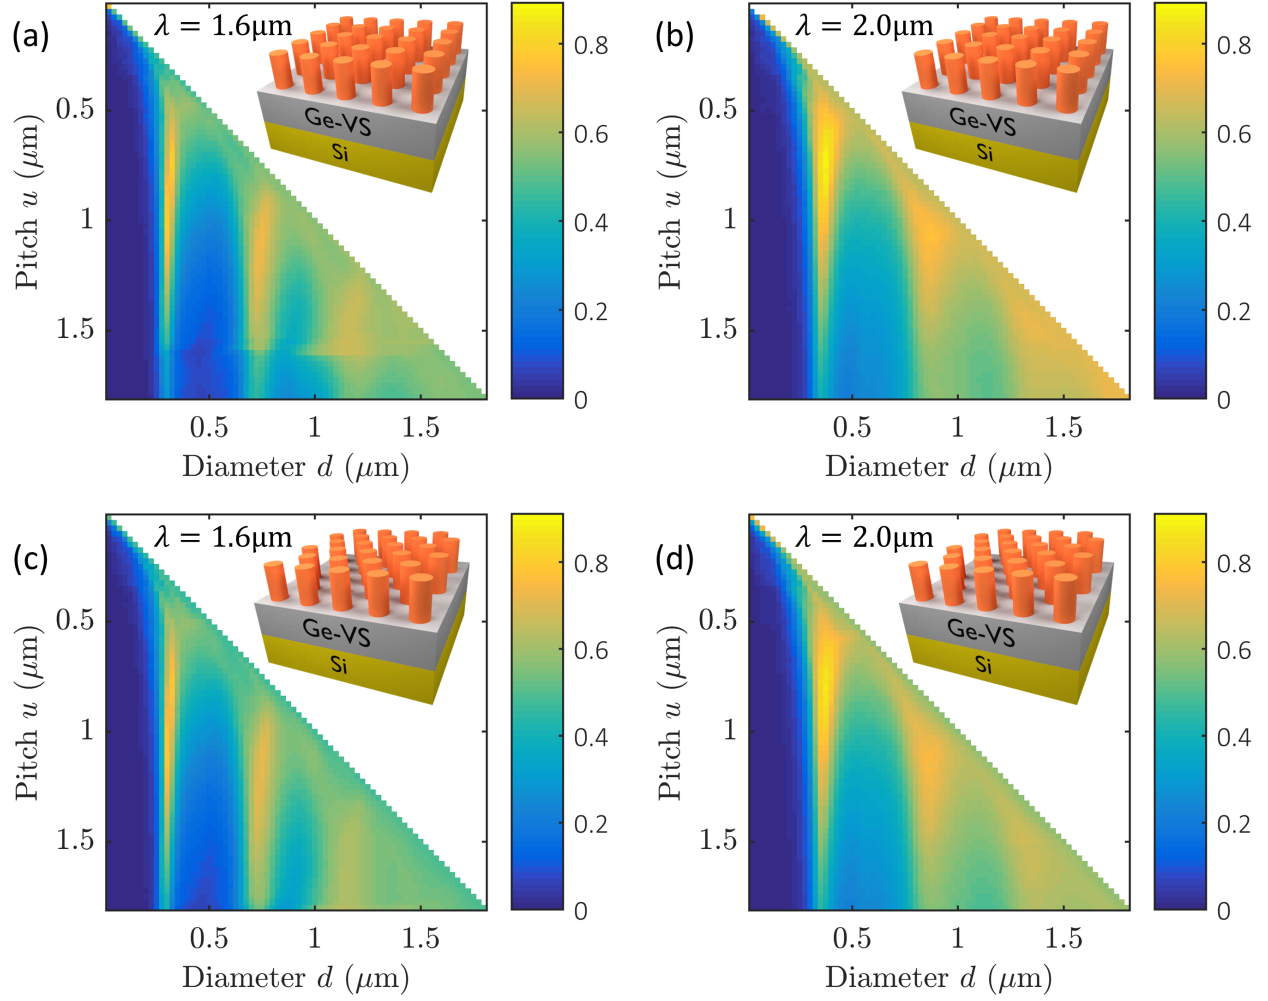 (a)
λ = 1.6µm
Ge-VS
Si
0.5
1
1.5
Pitch u (µm)
0.5 1 1.5
Diameter d (µm)
0.8
0.6
0.4
0.2
0
(b)
λ = 2.0µm
Ge-VS
Si
0.5
1
1.5
Pitch u (µm)
0.5 1 1.5
Diameter d (µm)
0.8
0.6
0.4
0.2
0
(c)
λ = 1.6µm
Ge-VS
Si
0.5
1
1.5
Pitch u (µm)
0.5 1 1.5
Diameter d (µm)
0.8
0.6
0.4
0.2
0
(d)
λ = 2.0µm
Ge-VS
Si
0.5
1
1.5
Pitch u (µm)
0.5 1 1.5
Diameter d (µm)
0.8
0.6
0.4
0.2
0